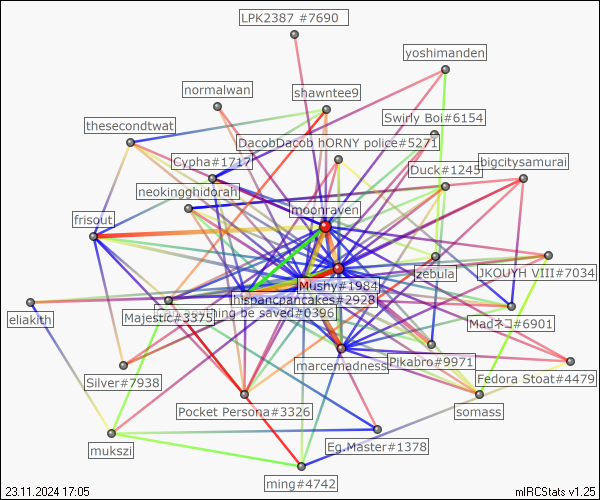 LPK2387 #7690
yoshimanden
normalwan
shawntee9
Swirly Boi#6154
thesecondtwat
DacobDacob hORNY police#5271
Cypha#1717
bigcitysamurai
Duck#1245
neokingghidorah
moonraven
frisout
zebula
JKOUYH VIII#7034
Mushy#1984
hispanicpancakes#2928
eliakith
Majestic#3375
hing be saved#0396
Madネコ#6901
marcemadness
Pikabro#9971
Silver#7938
Fedora Stoat#4479
Pocket Persona#3326
somass
mukszi
Eg.Master#1378
ming#4742
23.11.2024 17:05
mIRCStats v1.25